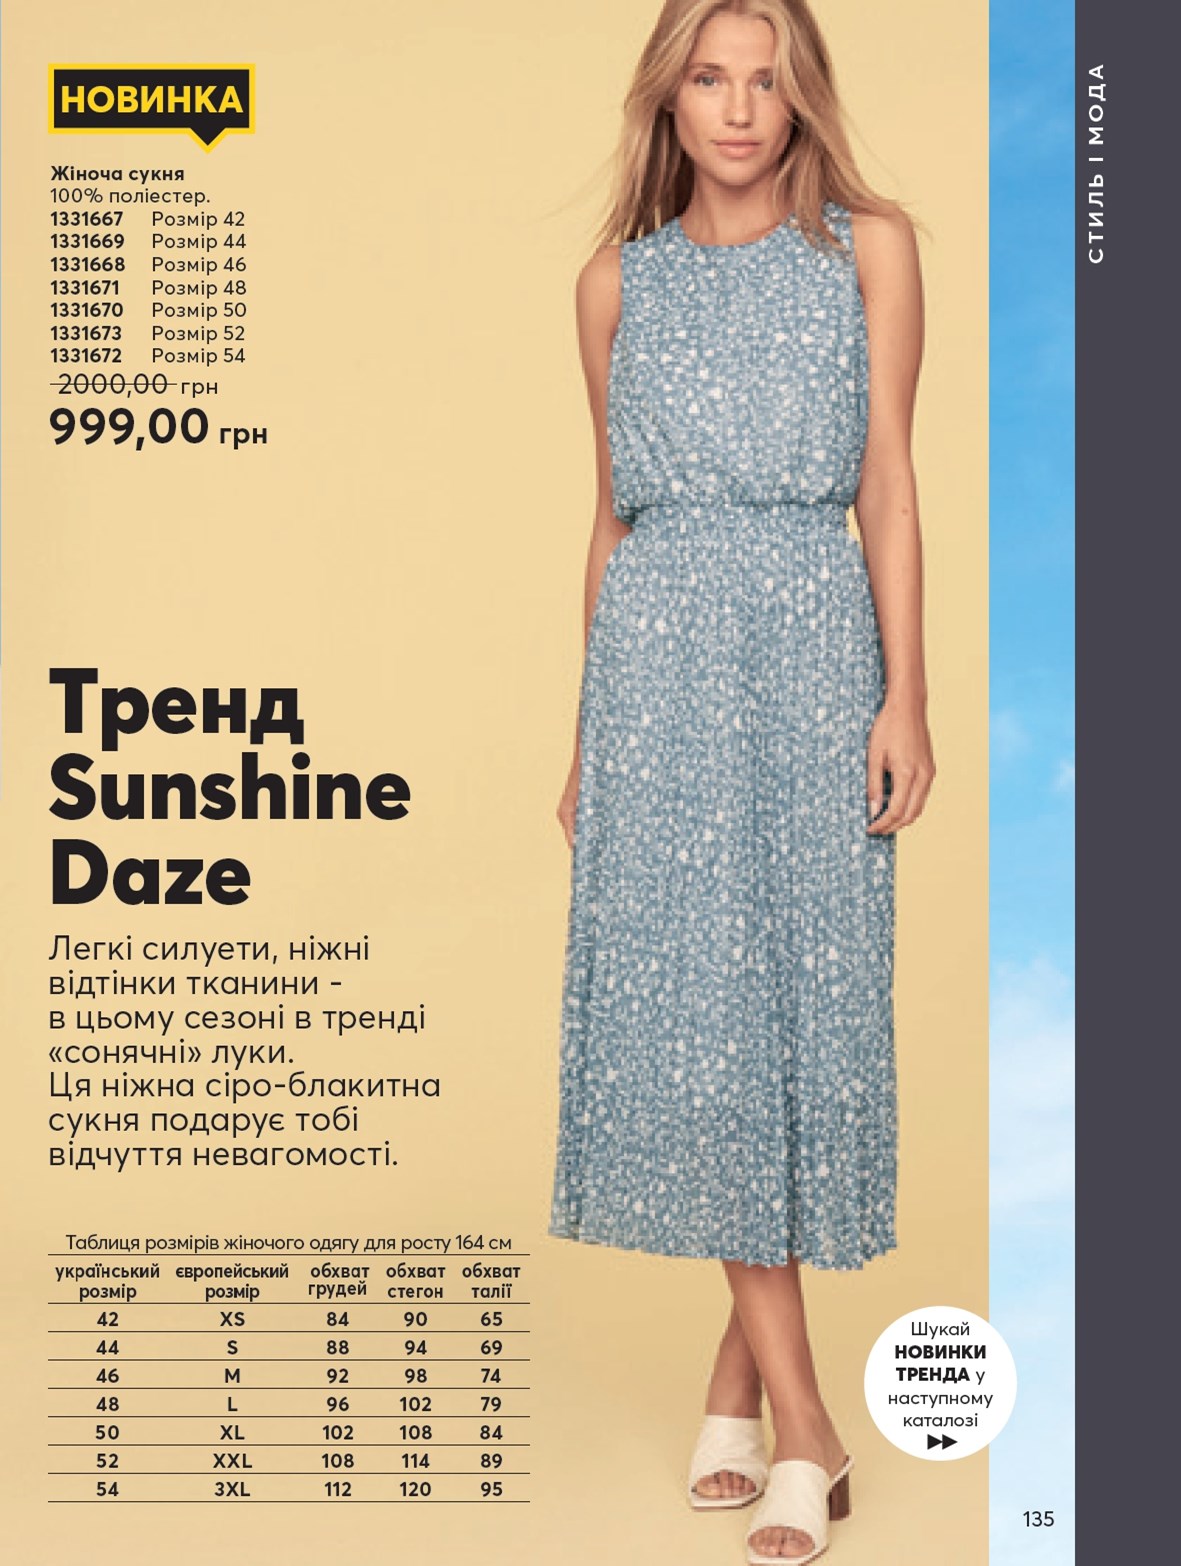 НОВИНКА
Жіноча сукня
100% поліестер.
1331667 Розмір 42
1331669 Розмір 44
1331668 Розмір 46
1331671 Розмір 48
1331670 Розмір 50
1331673 Розмір 52
1331672 Розмір 54
2000,00 грн
999,00 грн
СТИЛЬ І МОДА
Тренд
Sunshine
Daze
Легкі силуети, ніжні
відтінки тканини -
в цьому сезоні в тренді
«сонячні» луки.
Ця ніжна сіро-блакитна
сукня подарує тобі
відчуття невагомості.
Таблиця розмірів жіночого одягу для росту 164 см
український європейський обхват обхват обхват
розмір розмір грудей стегон талії
42 XS 84 90 65
44 S 88 94 69
46 M 92 98 74
48 L 96 102 79
50 XL 102 108 84
52 XXL 108 114 89
54 3XL 112 120 95
Шукай
НОВИНКИ
ТРЕНДА у
наступному
каталозі
135